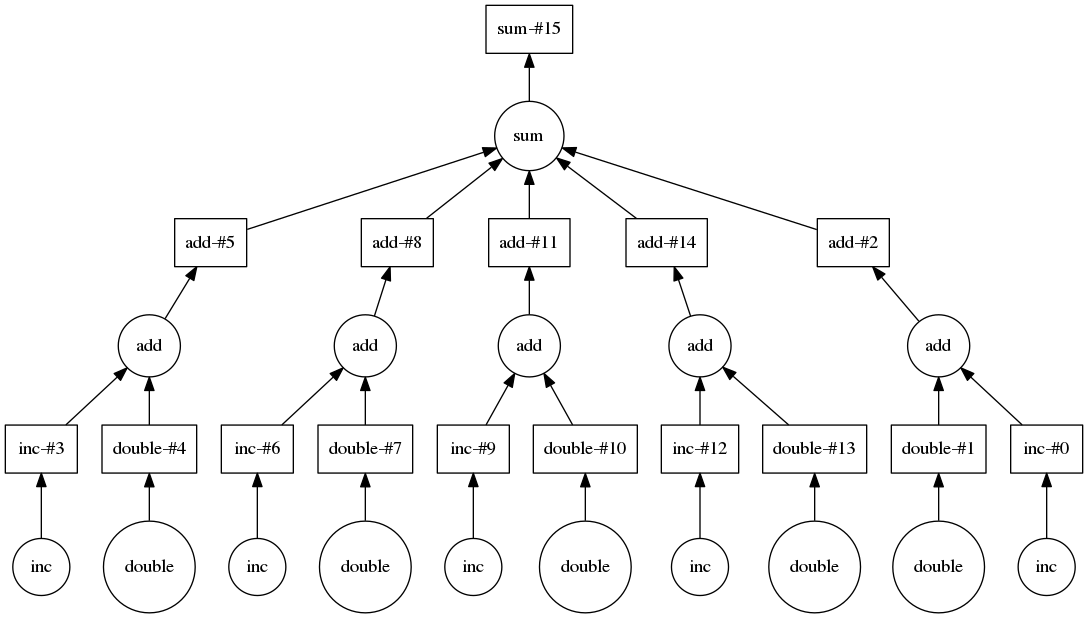 sum-#15
sum
add-#5
add-#8
add-#11
add-#14
add-#2
add
add
add
add
add
inc-#3
double-#4
inc-#6
double-#7
inc-#9
double-#10
inc-#12
double-#13
double-#1
inc-#0
inc
double
inc
double
inc
double
inc
double
double
inc